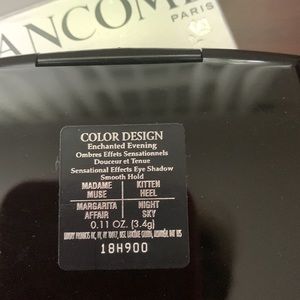 LANCÔME
PARIS
COLOR DESIGN
Enchanted Evening
Ombres Effets Sensationnels
Douceur et Tenue
Sensational Effects Eye Shadow
Smooth Hold
MADAME KITTEN
MUSE HEEL
MARGARITA NIGHT
AFFAIR SKY
0.11 OZ. (3.4g)
18H900